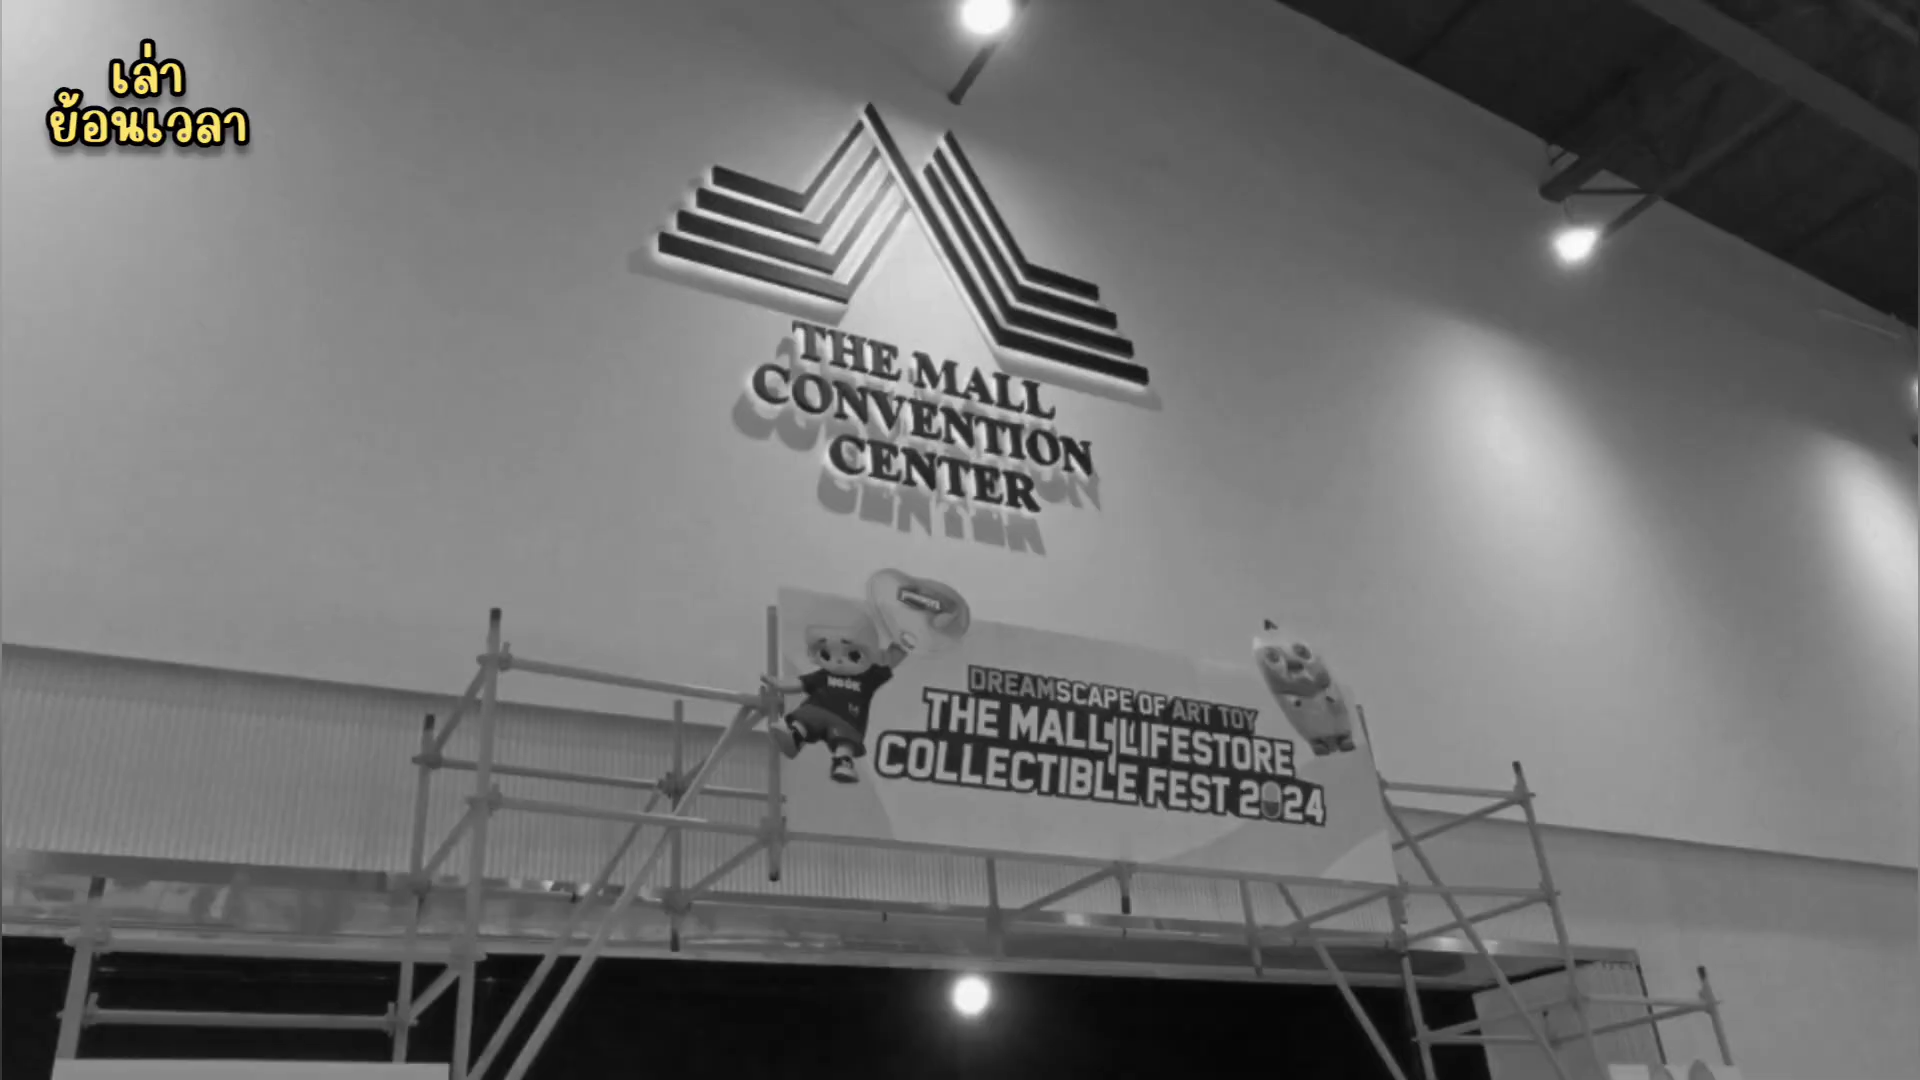 เล่า
ย้อนเวลา
THE MALL
CONVENTION
CENTER
DREAMSCAPE OF ART TOY
THE MALL LIFESTORE
COLLECTIBLE FEST 2024